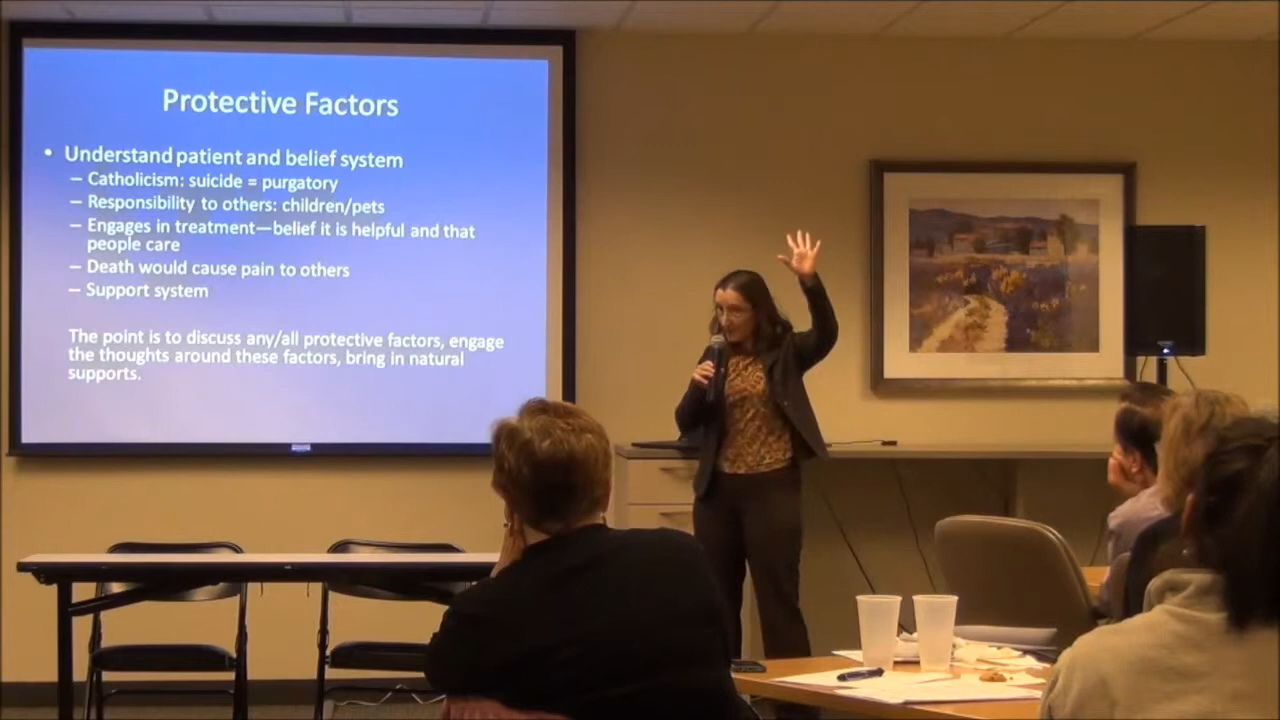 Protective Factors
• Understand patient and belief system
– Catholicism: suicide = purgatory
– Responsibility to others: children/pets
– Engages in treatment—belief it is helpful and that
people care
– Death would cause pain to others
– Support system
The point is to discuss any/all protective factors, engage
the thoughts around these factors, bring in natural
supports.